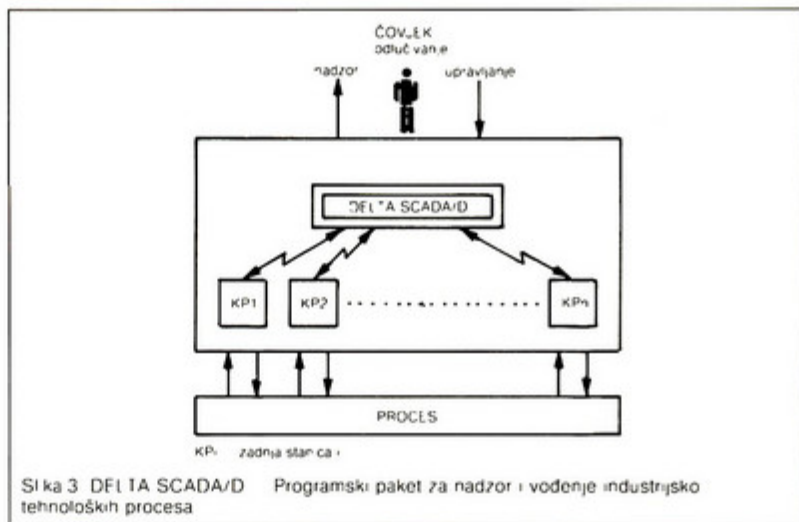 ČOVJEK
odlučivanje
nadzor
upravljanje
DELTA SCADA/D
KP1 KP2 KPn
PROCES
KPi zadnja stanica i
Slika 3 DELTA SCADA/D Programski paket za nadzor i vođenje industrijsko
tehnoloških procesa